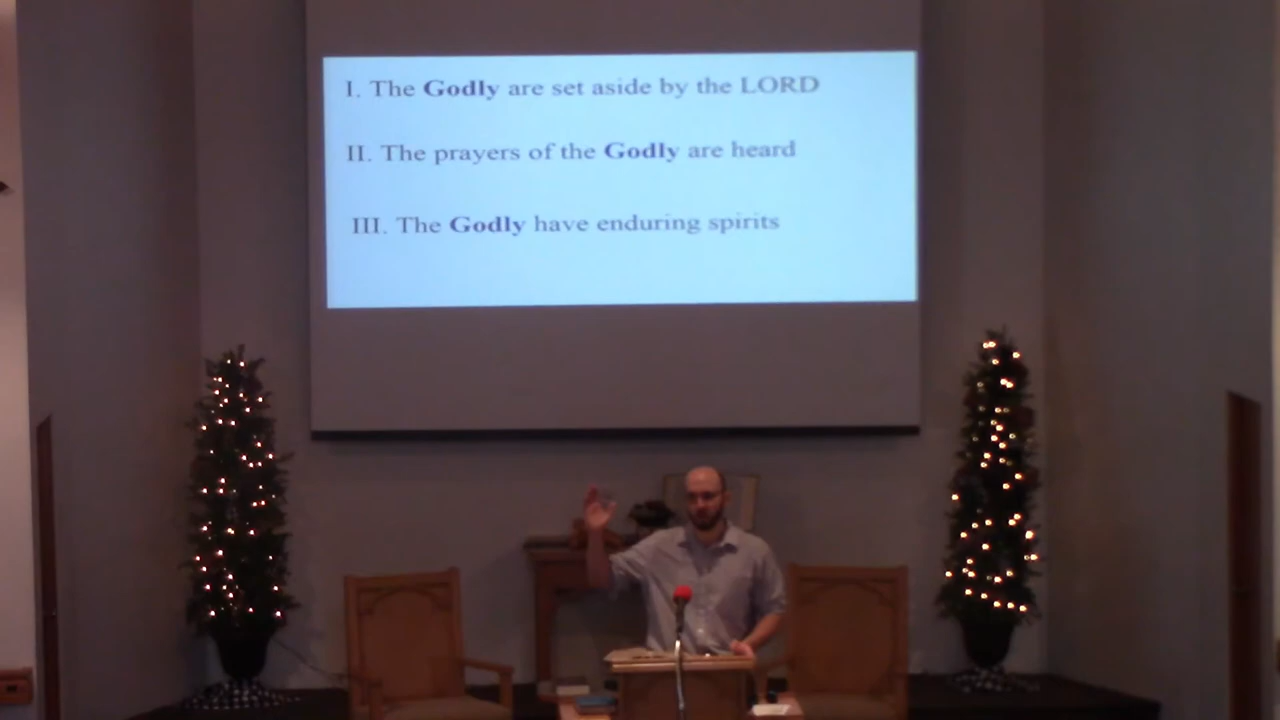 I. The Godly are set aside by the LORD
II. The prayers of the Godly are heard
III. The Godly have enduring spirits